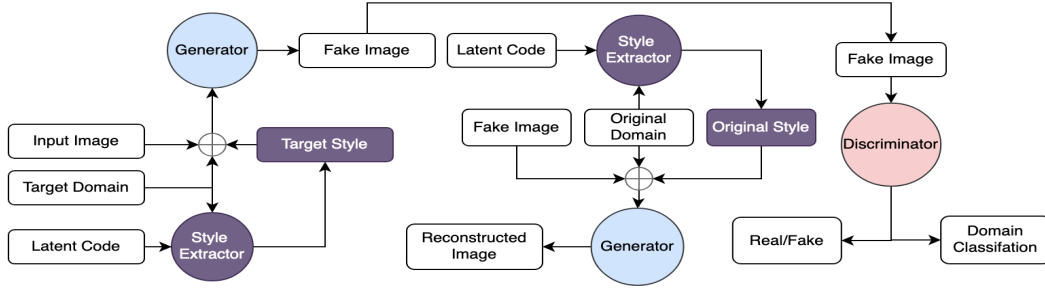 Generator
Fake Image
Input Image
Target Style
Target Domain
Latent Code
Style
Extractor
Latent Code
Style
Extractor
Fake Image
Original
Domain
Original Style
Reconstructed
Image
Generator
Fake Image
Discriminator
Real/Fake
Domain
Classifation